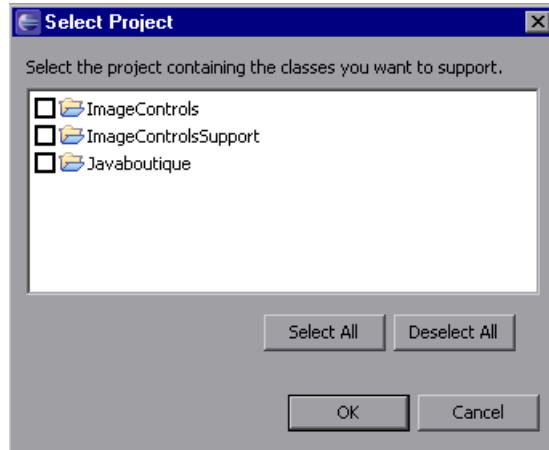 Select Project
Select the project containing the classes you want to support.
ImageControls
ImageControlsSupport
Javaboutique
Select All Deselect All
OK Cancel